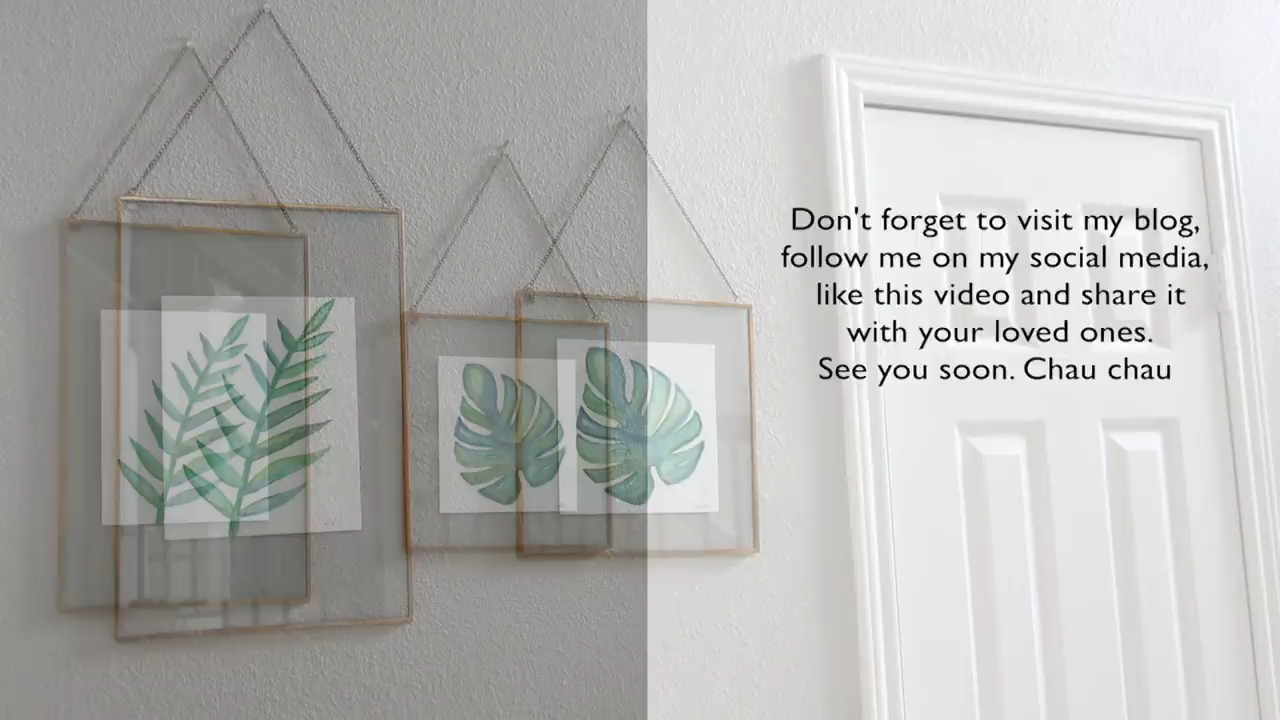 Don't forget to visit my blog,
follow me on my social media,
like this video and share it
with your loved ones.
See you soon. Chau chau